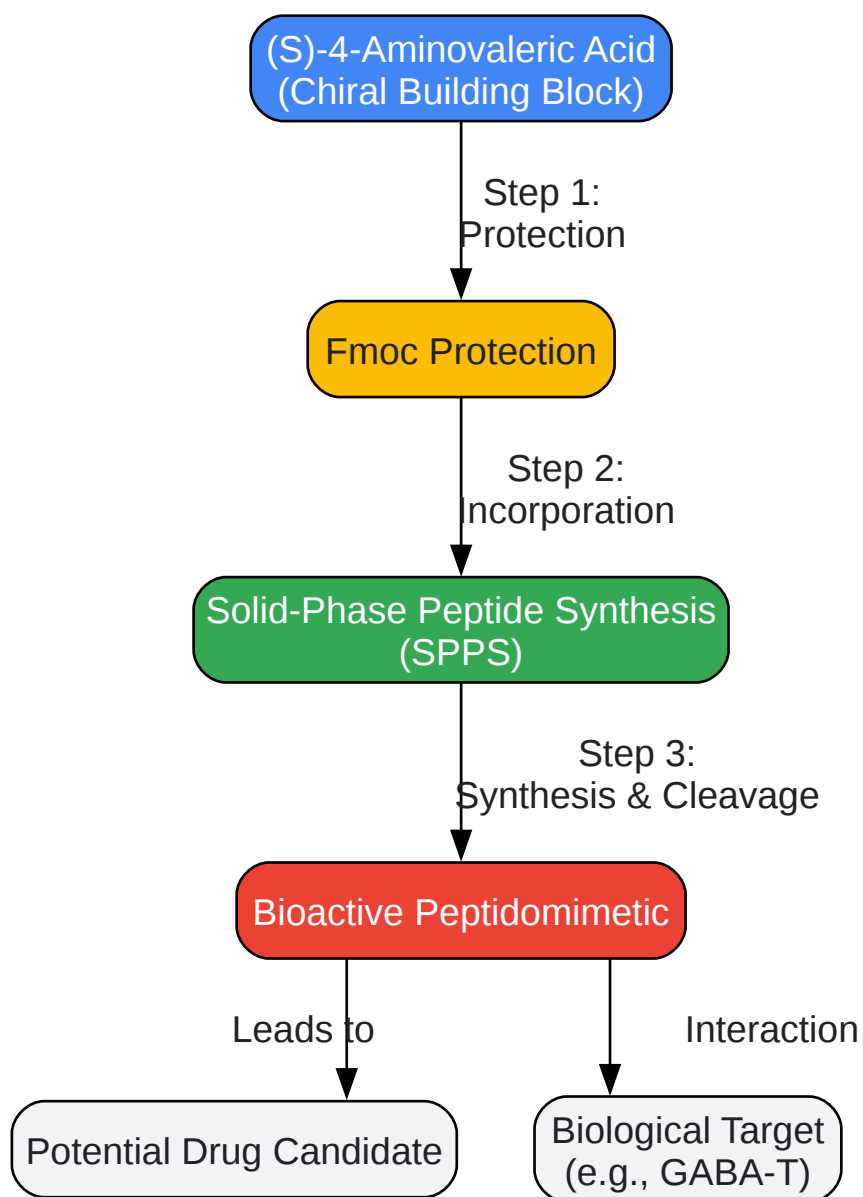 (S)-4-Aminovaleric Acid
(Chiral Building Block)
Step 1:
Protection
Fmoc Protection
Step 2:
Incorporation
Solid-Phase Peptide Synthesis
(SPPS)
Step 3:
Synthesis & Cleavage
Bioactive Peptidomimetic
Leads to
Interaction
Potential Drug Candidate
Biological Target
(e.g., GABA-T)